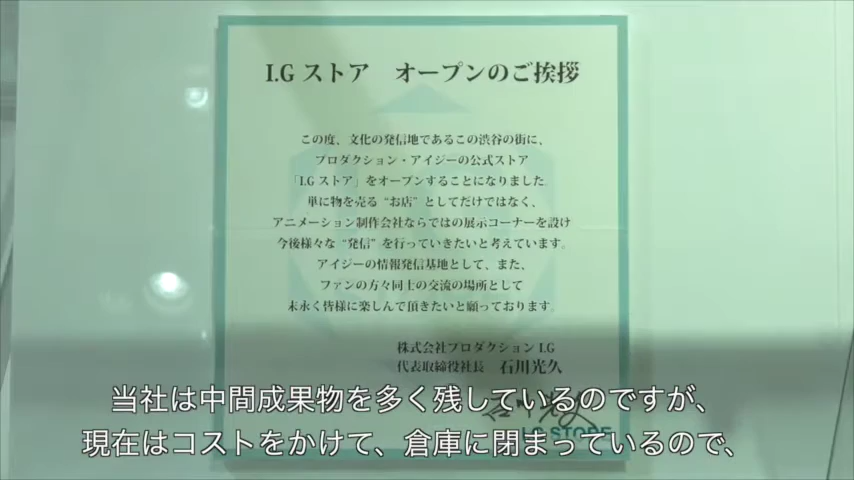 I.G ストア　オープンのご挨拶
この度、文化の発信地であるこの渋谷の街に、
プロダクション・アイジーの公式ストア
「I.G ストア」をオープンすることになりました。
単に物を売る“お店”としてだけではなく、
アニメーション制作会社ならではの展示コーナーを設け
今後様々な“発信”を行っていきたいと考えています。
アイジーの情報発信基地として、また、
ファンの方々同士の交流の場所として
末永く皆様に楽しんで頂きたいと願っております。
株式会社プロダクション I.G
代表取締役社長　石川光久
I.G STORE
当社は中間成果物を多く残しているのですが、
現在はコストをかけて、倉庫に閉まっているので、